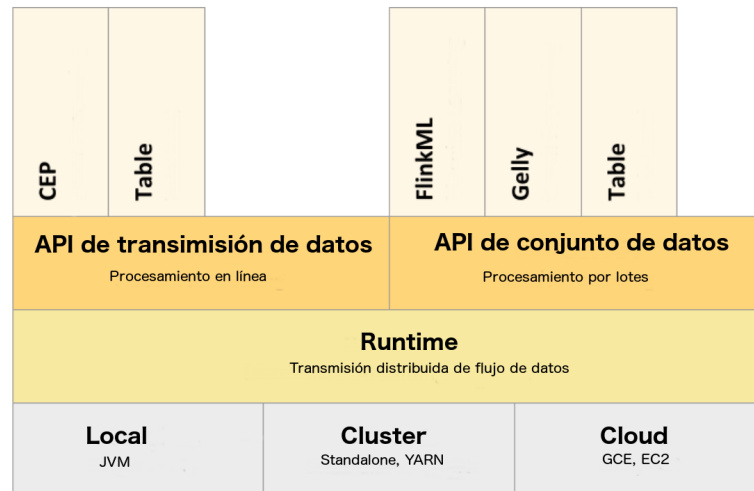 CEP
Table
FlinkML
Gelly
Table
API de transimisión de datos
Procesamiento en línea
API de conjunto de datos
Procesamiento por lotes
Runtime
Transmisión distribuida de flujo de datos
Local
JVM
Cluster
Standalone, YARN
Cloud
GCE, EC2